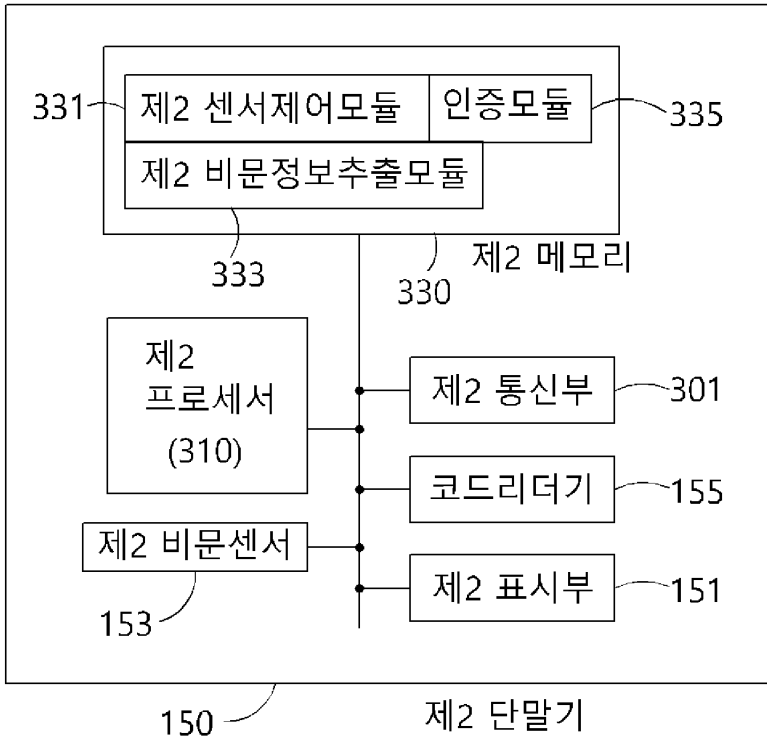 331
제2 센서제어모듈
인증모듈
335
제2 비문정보추출모듈
333
330
제2 메모리
제2
프로세서
(310)
제2 통신부
301
코드리더기
155
제2 비문센서
153
제2 표시부
151
150
제2 단말기